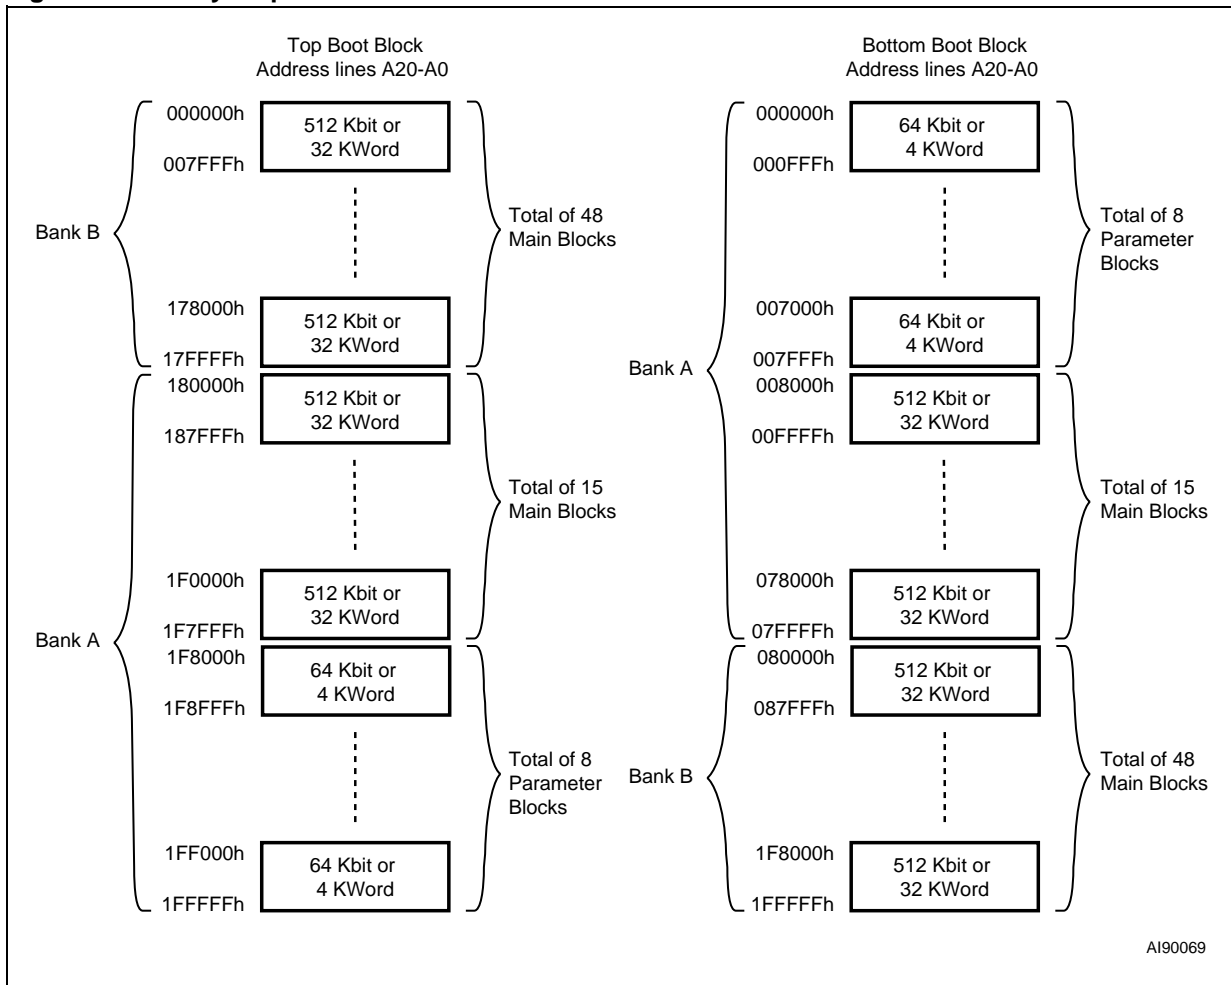 Top Boot Block
Address lines A20-A0
000000h
512 Kbit or
32 KWord
007FFFh
Bank B
Total of 48
Main Blocks
178000h
512 Kbit or
32 KWord
17FFFFh
180000h
512 Kbit or
32 KWord
187FFFh
Total of 15
Main Blocks
1F0000h
512 Kbit or
32 KWord
1F7FFFh
Bank A
1F8000h
64 Kbit or
4 KWord
1F8FFFh
Total of 8
Parameter
Blocks
1FF000h
64 Kbit or
4 KWord
1FFFFFh
Bottom Boot Block
Address lines A20-A0
000000h
64 Kbit or
4 KWord
000FFFh
Total of 8
Parameter
Blocks
007000h
64 Kbit or
4 KWord
007FFFh
Bank A
008000h
512 Kbit or
32 KWord
00FFFFh
Total of 15
Main Blocks
078000h
512 Kbit or
32 KWord
07FFFFh
080000h
512 Kbit or
32 KWord
087FFFh
Bank B
Total of 48
Main Blocks
1F8000h
512 Kbit or
32 KWord
1FFFFFh
AI90069